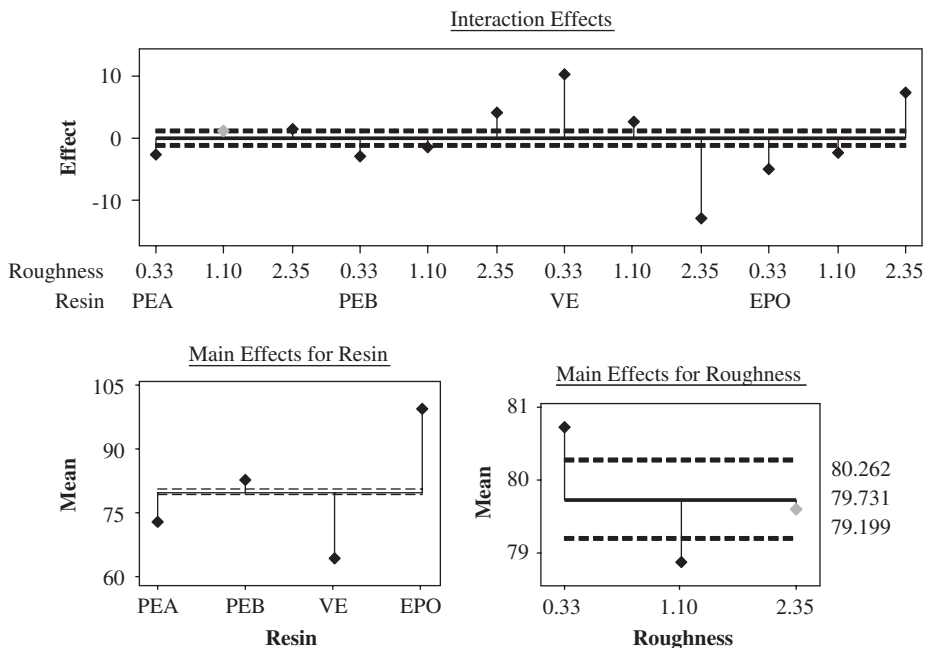 Interaction Effects
Effect
10
0
-10
Roughness 0.33 1.10 2.35 0.33 1.10 2.35 0.33 1.10 2.35 0.33 1.10 2.35
Resin PEA PEB VE EPO
Main Effects for Resin
Mean
105
90
75
60
PEA PEB VE EPO
Resin
Main Effects for Roughness
Mean
81
80
79
80.262
79.731
79.199
0.33 1.10 2.35
Roughness